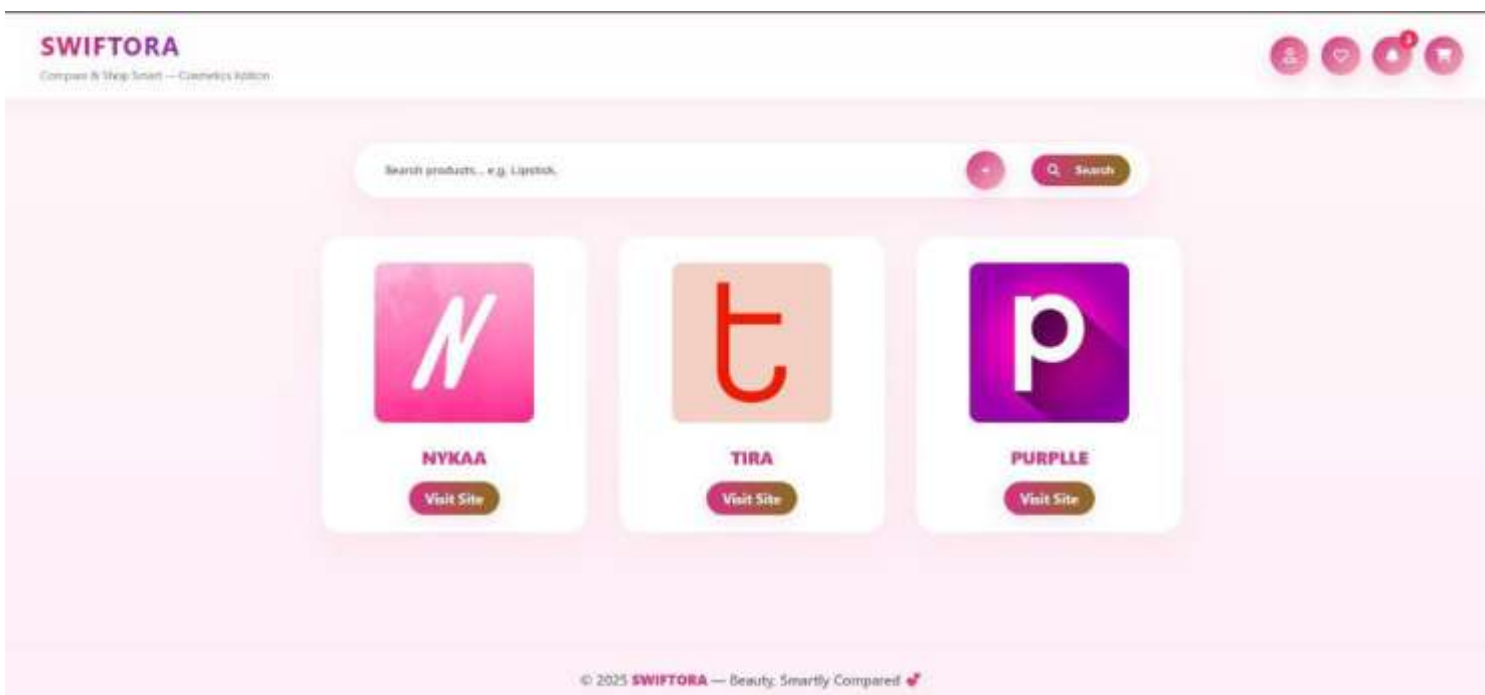 SWIFTORA
Compare & Shop Smart — Cosmetics Edition
3
Search products... e.g. Lipstick,
Search
N
t
p
NYKAA
TIRA
PURPLLE
Visit Site
Visit Site
Visit Site
© 2025 SWIFTORA — Beauty, Smartly Compared 💕